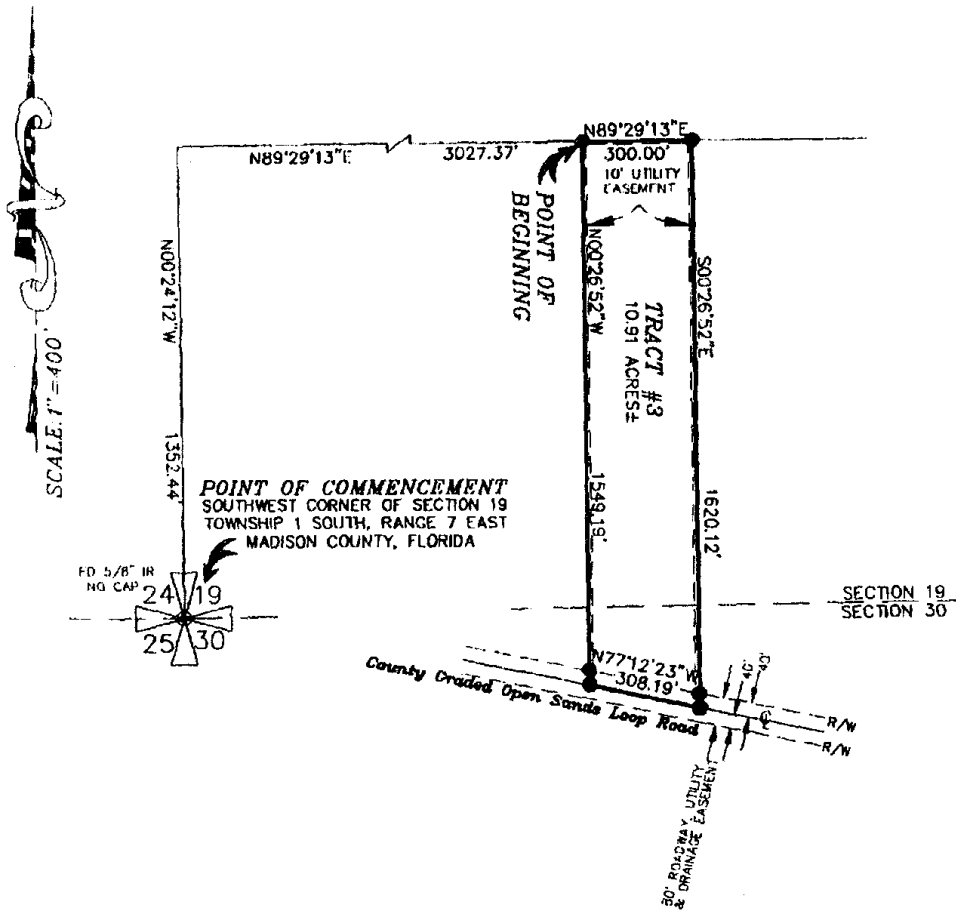 N89°29'13"E
N89°29'13"E
3027.37'
300.00'
10' UTILITY
EASEMENT
POINT OF
BEGINNING
N00°24'12"W
1352.44'
N00°26'52"W
1549.19'
S00°26'52"E
1620.12'
TRACT #3
10.91 ACRES±
SCALE: 1"=400'
POINT OF COMMENCEMENT
SOUTHWEST CORNER OF SECTION 19
TOWNSHIP 1 SOUTH, RANGE 7 EAST
MADISON COUNTY, FLORIDA
FD 5/8" IR
NO CAP
24 19
25 30
SECTION 19
SECTION 30
N77°12'23"W
308.19'
County Graded Open Sands Loop Road
40'
40'
℄
R/W
R/W
80' ROADWAY, UTILITY
& DRAINAGE EASEMENT